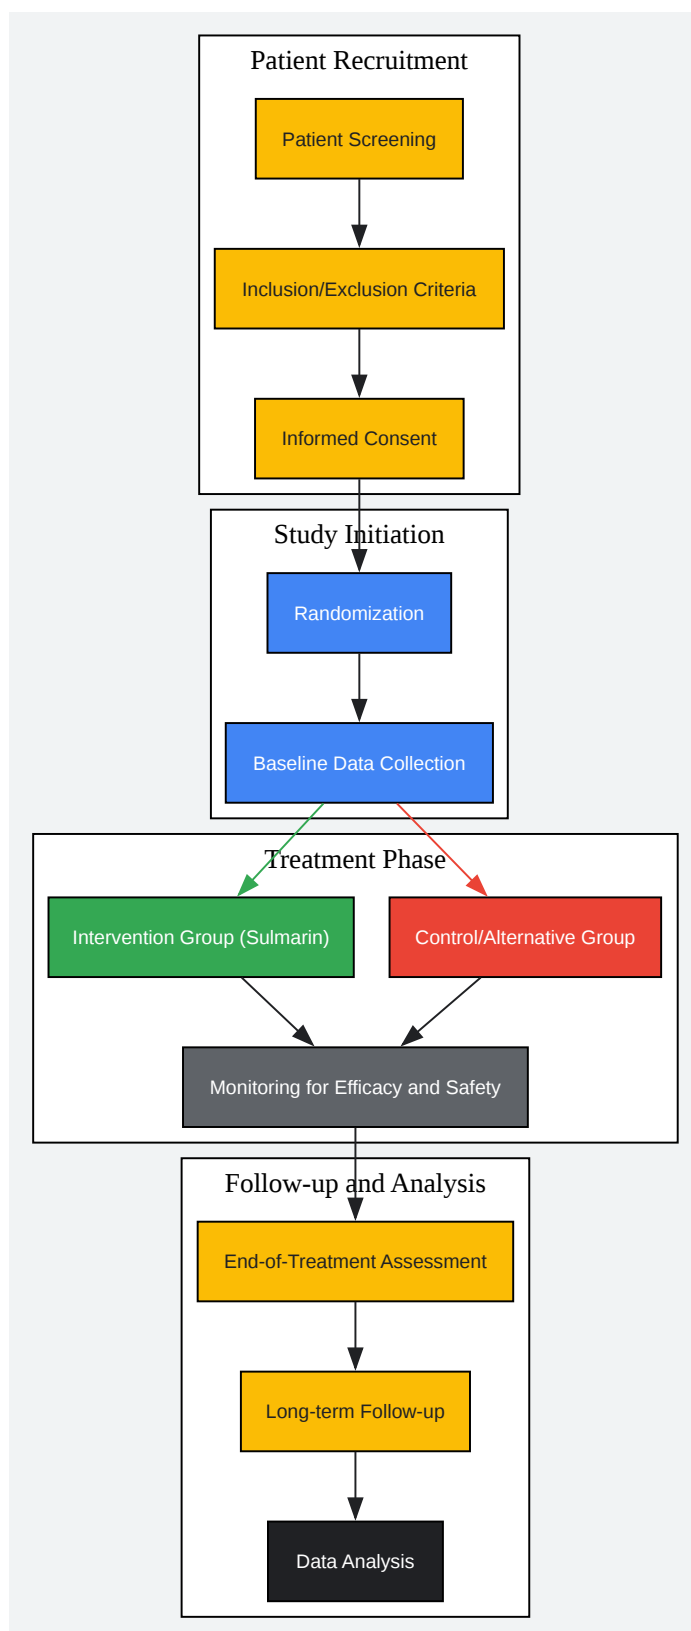 Patient Recruitment
Patient Screening
Inclusion/Exclusion Criteria
Informed Consent
Study Initiation
Randomization
Baseline Data Collection
Treatment Phase
Intervention Group (Sulmarin)
Control/Alternative Group
Monitoring for Efficacy and Safety
Follow-up and Analysis
End-of-Treatment Assessment
Long-term Follow-up
Data Analysis